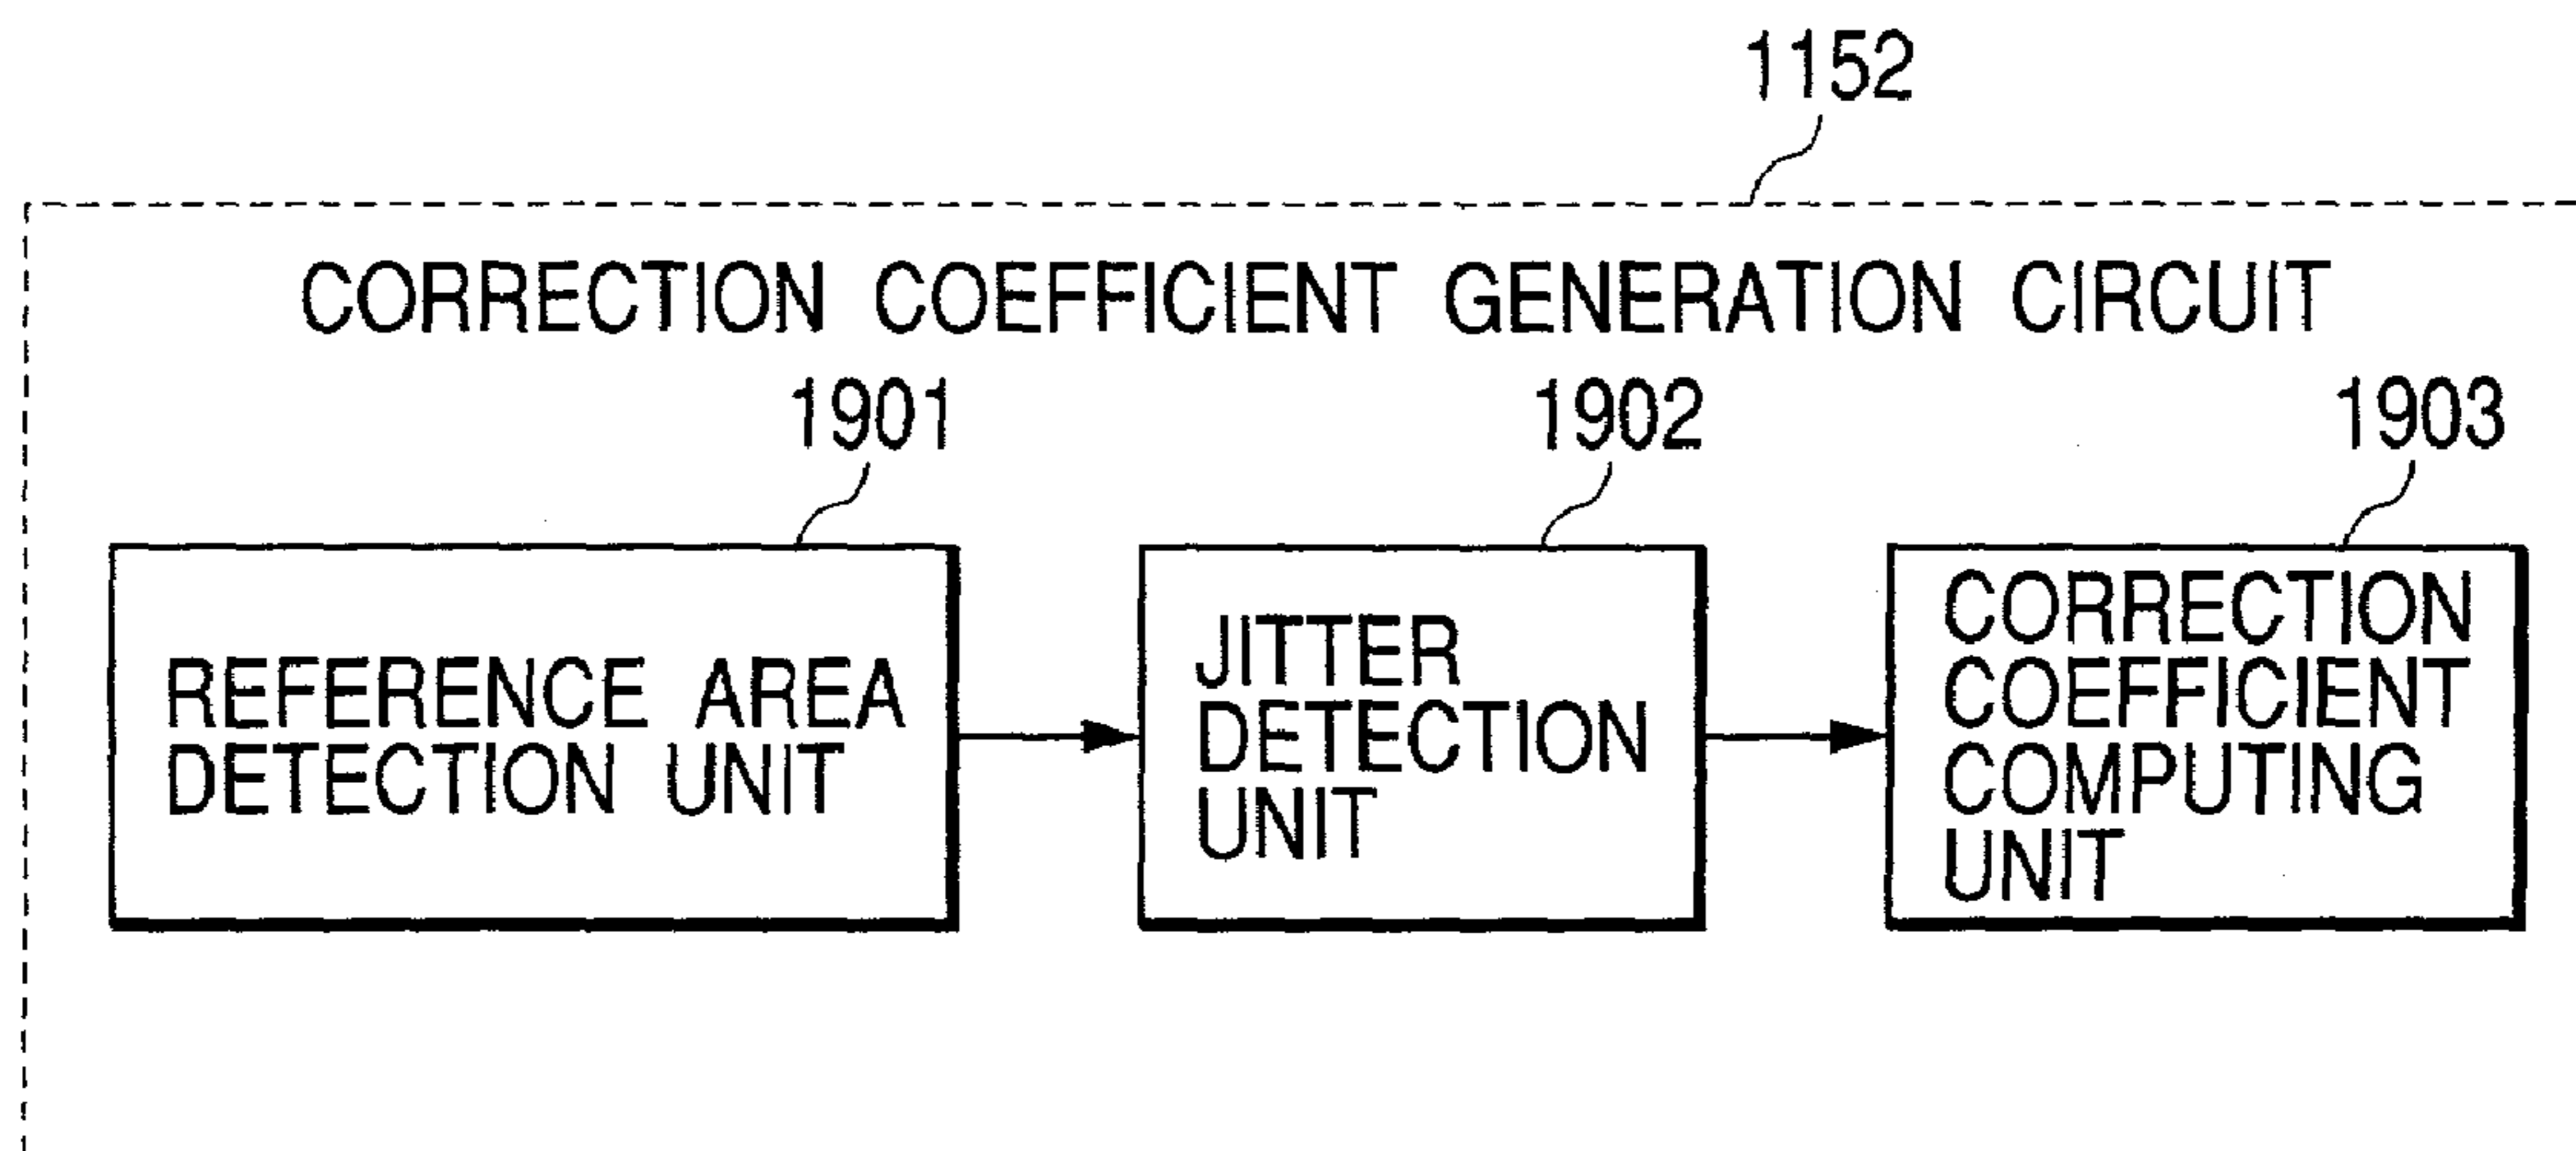 1152
CORRECTION COEFFICIENT GENERATION CIRCUIT
1901
1902
1903
REFERENCE AREA
DETECTION UNIT
JITTER
DETECTION
UNIT
CORRECTION
COEFFICIENT
COMPUTING
UNIT